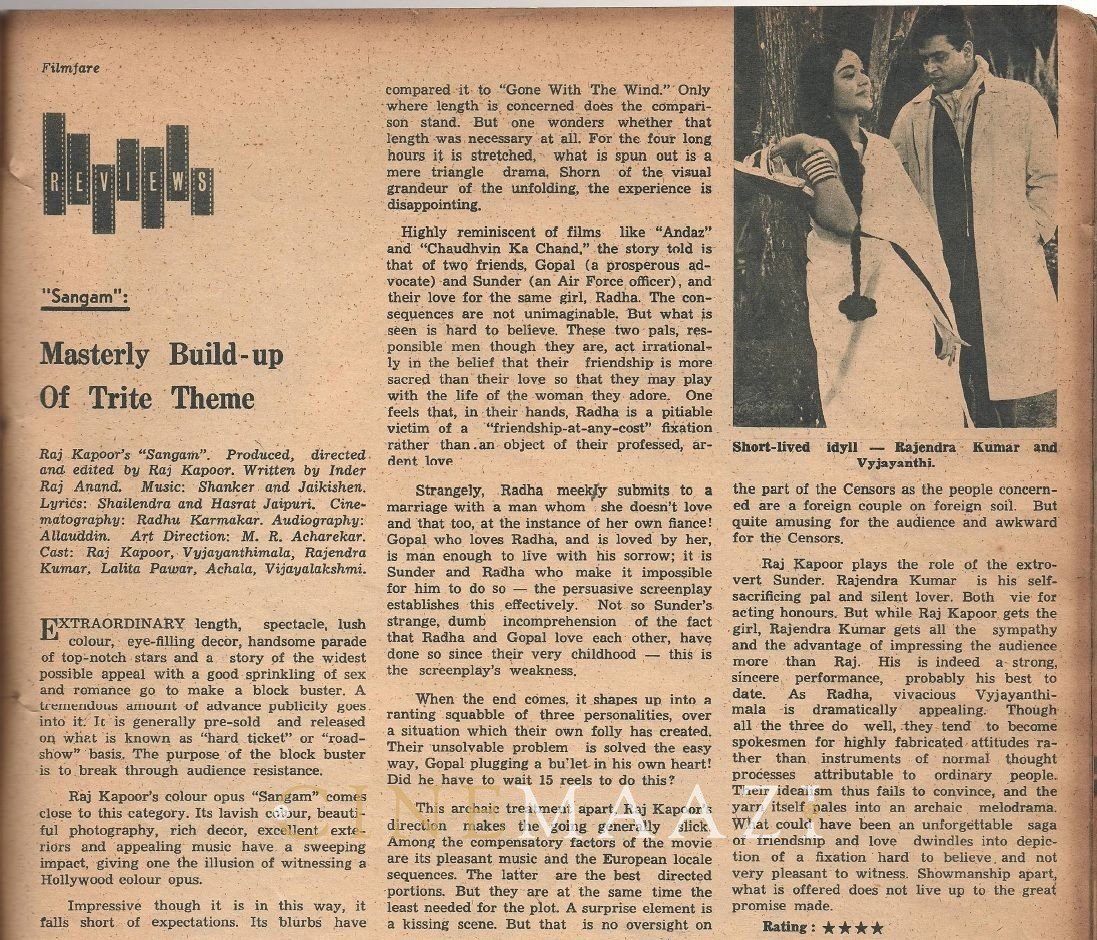 Filmfare
REVIEWS
"Sangam":
Masterly Build-up
Of Trite Theme
Raj Kapoor's "Sangam". Produced, directed
and edited by Raj Kapoor. Written by Inder
Raj Anand. Music: Shanker and Jaikishen.
Lyrics: Shailendra and Hasrat Jaipuri. Cine-
matography: Radhu Karmakar. Audiography:
Allauddin. Art Direction: M. R. Acharekar.
Cast: Raj Kapoor, Vyjayanthimala, Rajendra
Kumar, Lalita Pawar, Achala, Vijayalakshmi.
EXTRAORDINARY length, spectacle, lush
colour, eye-filling decor, handsome parade
of top-notch stars and a story of the widest
possible appeal with a good sprinkling of sex
and romance go to make a block buster. A
tremendous amount of advance publicity goes
into it. It is generally pre-sold and released
on what is known as "hard ticket" or "road-
show" basis. The purpose of the block buster
is to break through audience resistance.
Raj Kapoor's colour opus "Sangam" comes
close to this category. Its lavish colour, beauti-
ful photography, rich decor, excellent exte-
riors and appealing music have a sweeping
impact, giving one the illusion of witnessing a
Hollywood colour opus.
Impressive though it is in this way, it
falls short of expectations. Its blurbs have
compared it to "Gone With The Wind." Only
where length is concerned does the compari-
son stand. But one wonders whether that
length was necessary at all. For the four long
hours it is stretched, what is spun out is a
mere triangle drama. Shorn of the visual
grandeur of the unfolding, the experience is
disappointing.
Highly reminiscent of films like "Andaz"
and "Chaudhvin Ka Chand," the story told is
that of two friends, Gopal (a prosperous ad-
vocate) and Sunder (an Air Force officer), and
their love for the same girl, Radha. The con-
sequences are not unimaginable. But what is
seen is hard to believe. These two pals, res-
ponsible men though they are, act irrational-
ly in the belief that their friendship is more
sacred than their love so that they may play
with the life of the woman they adore. One
feels that, in their hands, Radha is a pitiable
victim of a "friendship-at-any-cost" fixation
rather than an object of their professed, ar-
dent love
Strangely, Radha meekly submits to a
marriage with a man whom she doesn't love
and that too, at the instance of her own fiance!
Gopal who loves Radha, and is loved by her,
is man enough to live with his sorrow; it is
Sunder and Radha who make it impossible
for him to do so — the persuasive screenplay
establishes this effectively. Not so Sunder's
strange, dumb incomprehension of the fact
that Radha and Gopal love each other, have
done so since their very childhood — this is
the screenplay's weakness.
When the end comes, it shapes up into a
ranting squabble of three personalities, over
a situation which their own folly has created.
Their unsolvable problem is solved the easy
way, Gopal plugging a bu'let in his own heart!
Did he have to wait 15 reels to do this?
This archaic treatment apart, Raj Kapoor's
direction makes the going generally slick.
Among the compensatory factors of the movie
are its pleasant music and the European locale
sequences. The latter are the best directed
portions. But they are at the same time the
least needed for the plot. A surprise element is
a kissing scene. But that is no oversight on
Short-lived idyll — Rajendra Kumar and
Vyjayanthi.
the part of the Censors as the people concern-
ed are a foreign couple on foreign soil. But
quite amusing for the audience and awkward
for the Censors.
Raj Kapoor plays the role of the extro-
vert Sunder. Rajendra Kumar is his self-
sacrificing pal and silent lover. Both vie for
acting honours. But while Raj Kapoor gets the
girl, Rajendra Kumar gets all the sympathy
and the advantage of impressing the audience
more than Raj. His is indeed a strong,
sincere performance, probably his best to
date. As Radha, vivacious Vyjayanthi-
mala is dramatically appealing. Though
all the three do well, they tend to become
spokesmen for highly fabricated attitudes ra-
ther than instruments of normal thought
processes attributable to ordinary people.
Their idealism thus fails to convince, and the
yarn itself pales into an archaic melodrama.
What could have been an unforgettable saga
of friendship and love dwindles into depic-
tion of a fixation hard to believe and not
very pleasant to witness. Showmanship apart,
what is offered does not live up to the great
promise made.
Rating: ★★★★
CINEMAAZI